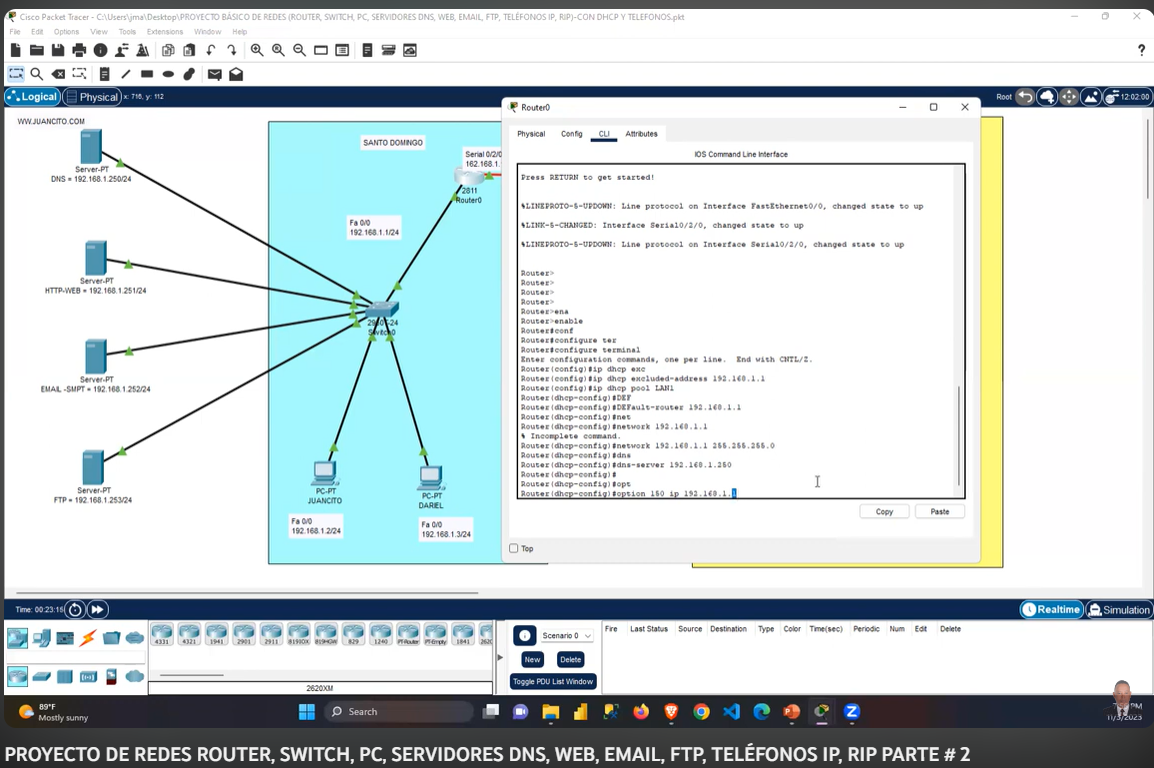 Cisco Packet Tracer - C:\Users\jma\Desktop\PROYECTO BÁSICO DE REDES (ROUTER, SWITCH, PC, SERVIDORES DNS, WEB, EMAIL, FTP, TELÉFONOS IP, RIP)-CON DHCP Y TELEFONOS.pkt
File Edit Options View Tools Extensions Window Help
Logical Physical x: 716, y: 112
Root 12:02:00
WW.JUANCITO.COM
Server-PT
DNS = 192.168.1.250/24
Server-PT
HTTP-WEB = 192.168.1.251/24
Server-PT
EMAIL -SMPT = 192.168.1.252/24
Server-PT
FTP = 192.168.1.253/24
SANTO DOMINGO
Serial 0/2/0
162.168.1.
2811
Router0
Fa 0/0
192.168.1.1/24
Switch0
PC-PT
JUANCITO
Fa 0/0
192.168.1.2/24
PC-PT
DARIEL
Fa 0/0
192.168.1.3/24
Router0
Physical Config CLI Attributes
IOS Command Line Interface
Press RETURN to get started!
%LINEPROTO-5-UPDOWN: Line protocol on Interface FastEthernet0/0, changed state to up
%LINK-5-CHANGED: Interface Serial0/2/0, changed state to up
%LINEPROTO-5-UPDOWN: Line protocol on Interface Serial0/2/0, changed state to up
Router>
Router>
Router>
Router>
Router>ena
Router>enable
Router#conf
Router#configure ter
Router#configure terminal
Enter configuration commands, one per line.  End with CNTL/Z.
Router(config)#ip dhcp exc
Router(config)#ip dhcp excluded-address 192.168.1.1
Router(config)#ip dhcp pool LAN1
Router(dhcp-config)#DEF
Router(dhcp-config)#DEFault-router 192.168.1.1
Router(dhcp-config)#net
Router(dhcp-config)#network 192.168.1.1
% Incomplete command.
Router(dhcp-config)#network 192.168.1.1 255.255.255.0
Router(dhcp-config)#dns
Router(dhcp-config)#dns-server 192.168.1.250
Router(dhcp-config)#
Router(dhcp-config)#opt
Router(dhcp-config)#option 150 ip 192.168.1.1
Copy Paste
Top
Time: 00:23:15
Realtime Simulation
4331 4321 1941 2901 2911 819IOX 819HGW 829 1240 PT-Router PT-Empty 1841
2620XM
Scenario 0
New Delete
Toggle PDU List Window
Fire Last Status Source Destination Type Color Time(sec) Periodic Num Edit Delete
89°F
Mostly sunny
Search
11/3/2023
PROYECTO DE REDES ROUTER, SWITCH, PC, SERVIDORES DNS, WEB, EMAIL, FTP, TELÉFONOS IP, RIP PARTE # 2